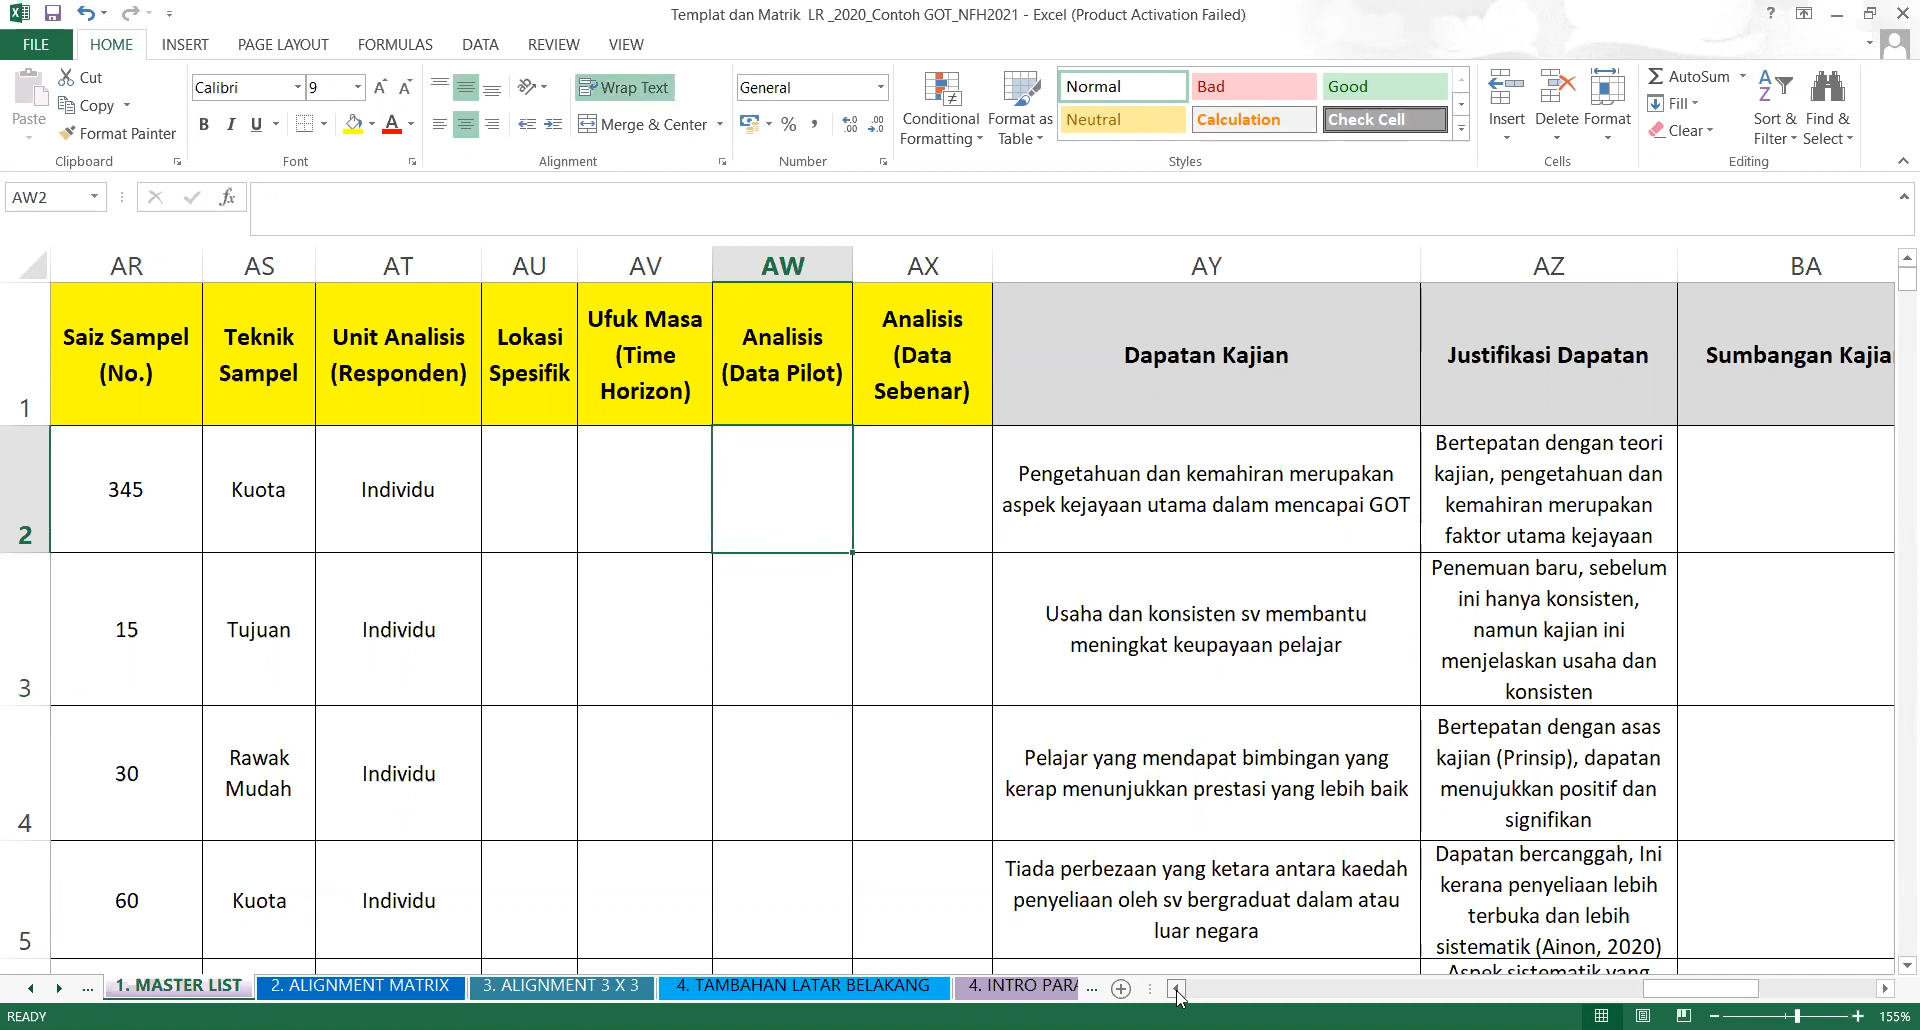 Templat dan Matrik LR _2020_Contoh GOT_NFH2021 - Excel (Product Activation Failed)
FILE HOME INSERT PAGE LAYOUT FORMULAS DATA REVIEW VIEW
Paste
Cut
Copy
Format Painter
Clipboard
Calibri 9
B I U
Font
Wrap Text
Merge & Center
Alignment
General
%
Number
Conditional Formatting
Format as Table
Normal Bad Good
Neutral Calculation Check Cell
Styles
Insert Delete Format
Cells
AutoSum
Fill
Clear
Sort & Filter
Find & Select
Editing
AW2
fx
AR AS AT AU AV AW AX AY AZ BA
1
Saiz Sampel
(No.)
Teknik
Sampel
Unit Analisis
(Responden)
Lokasi
Spesifik
Ufuk Masa
(Time
Horizon)
Analisis
(Data Pilot)
Analisis
(Data
Sebenar)
Dapatan Kajian
Justifikasi Dapatan
Sumbangan Kajia
2
345
Kuota
Individu
Pengetahuan dan kemahiran merupakan
aspek kejayaan utama dalam mencapai GOT
Bertepatan dengan teori
kajian, pengetahuan dan
kemahiran merupakan
faktor utama kejayaan
3
15
Tujuan
Individu
Usaha dan konsisten sv membantu
meningkat keupayaan pelajar
Penemuan baru, sebelum
ini hanya konsisten,
namun kajian ini
menjelaskan usaha dan
konsisten
4
30
Rawak
Mudah
Individu
Pelajar yang mendapat bimbingan yang
kerap menunjukkan prestasi yang lebih baik
Bertepatan dengan asas
kajian (Prinsip), dapatan
menujukkan positif dan
signifikan
5
60
Kuota
Individu
Tiada perbezaan yang ketara antara kaedah
penyeliaan oleh sv bergraduat dalam atau
luar negara
Dapatan bercanggah, Ini
kerana penyeliaan lebih
terbuka dan lebih
sistematik (Ainon, 2020)
Aspek sistematik yang
... 1. MASTER LIST 2. ALIGNMENT MATRIX 3. ALIGNMENT 3 X 3 4. TAMBAHAN LATAR BELAKANG 4. INTRO PARA ...
READY
155%